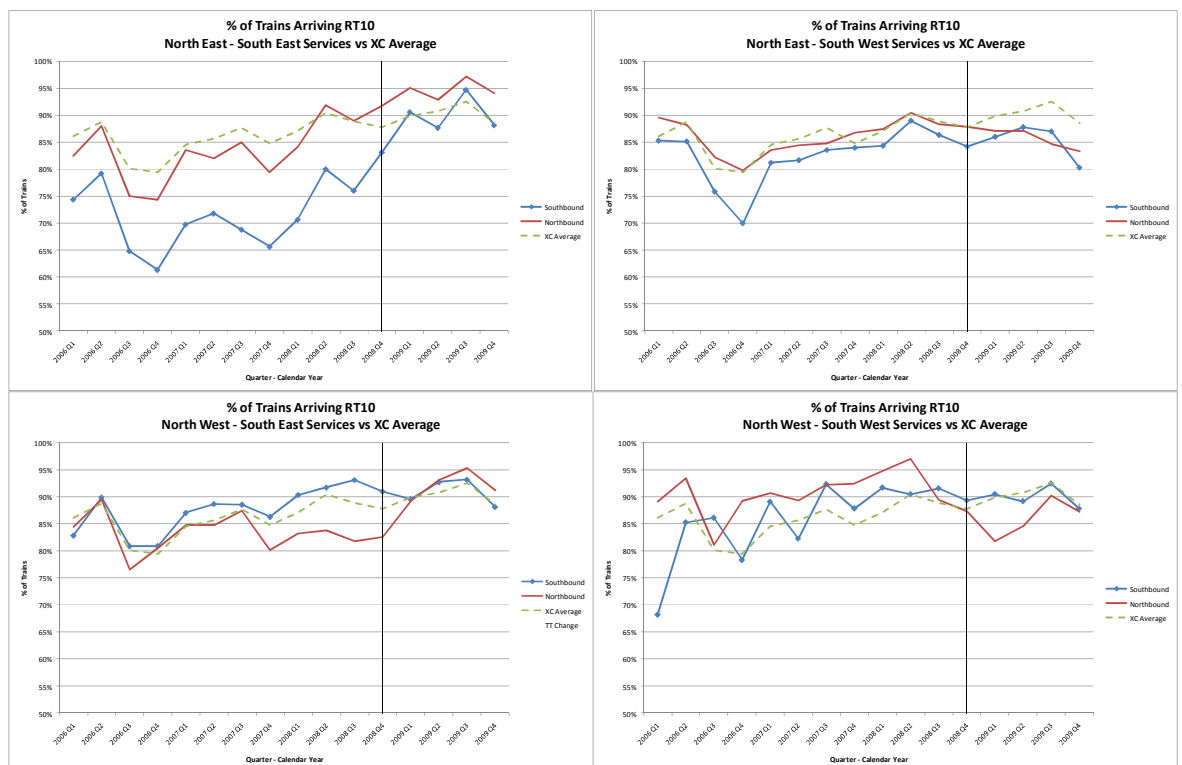 % of Trains Arriving RT10
North East - South East Services vs XC Average
100%
95%
90%
85%
80%
75%
70%
65%
60%
55%
50%
% of Trains
2006 Q1
2006 Q2
2006 Q3
2006 Q4
2007 Q1
2007 Q2
2007 Q3
2007 Q4
2008 Q1
2008 Q2
2008 Q3
2008 Q4
2009 Q1
2009 Q2
2009 Q3
2009 Q4
Quarter - Calendar Year
Southbound
Northbound
XC Average
% of Trains Arriving RT10
North East - South West Services vs XC Average
100%
95%
90%
85%
80%
75%
70%
65%
60%
55%
50%
% of Trains
2006 Q1
2006 Q2
2006 Q3
2006 Q4
2007 Q1
2007 Q2
2007 Q3
2007 Q4
2008 Q1
2008 Q2
2008 Q3
2008 Q4
2009 Q1
2009 Q2
2009 Q3
2009 Q4
Quarter - Calendar Year
Southbound
Northbound
XC Average
% of Trains Arriving RT10
North West - South East Services vs XC Average
100%
95%
90%
85%
80%
75%
70%
65%
60%
55%
50%
% of Trains
2006 Q1
2006 Q2
2006 Q3
2006 Q4
2007 Q1
2007 Q2
2007 Q3
2007 Q4
2008 Q1
2008 Q2
2008 Q3
2008 Q4
2009 Q1
2009 Q2
2009 Q3
2009 Q4
Quarter - Calendar Year
Southbound
Northbound
XC Average
TT Change
% of Trains Arriving RT10
North West - South West Services vs XC Average
100%
95%
90%
85%
80%
75%
70%
65%
60%
55%
50%
% of Trains
2006 Q1
2006 Q2
2006 Q3
2006 Q4
2007 Q1
2007 Q2
2007 Q3
2007 Q4
2008 Q1
2008 Q2
2008 Q3
2008 Q4
2009 Q1
2009 Q2
2009 Q3
2009 Q4
Quarter - Calendar Year
Southbound
Northbound
XC Average